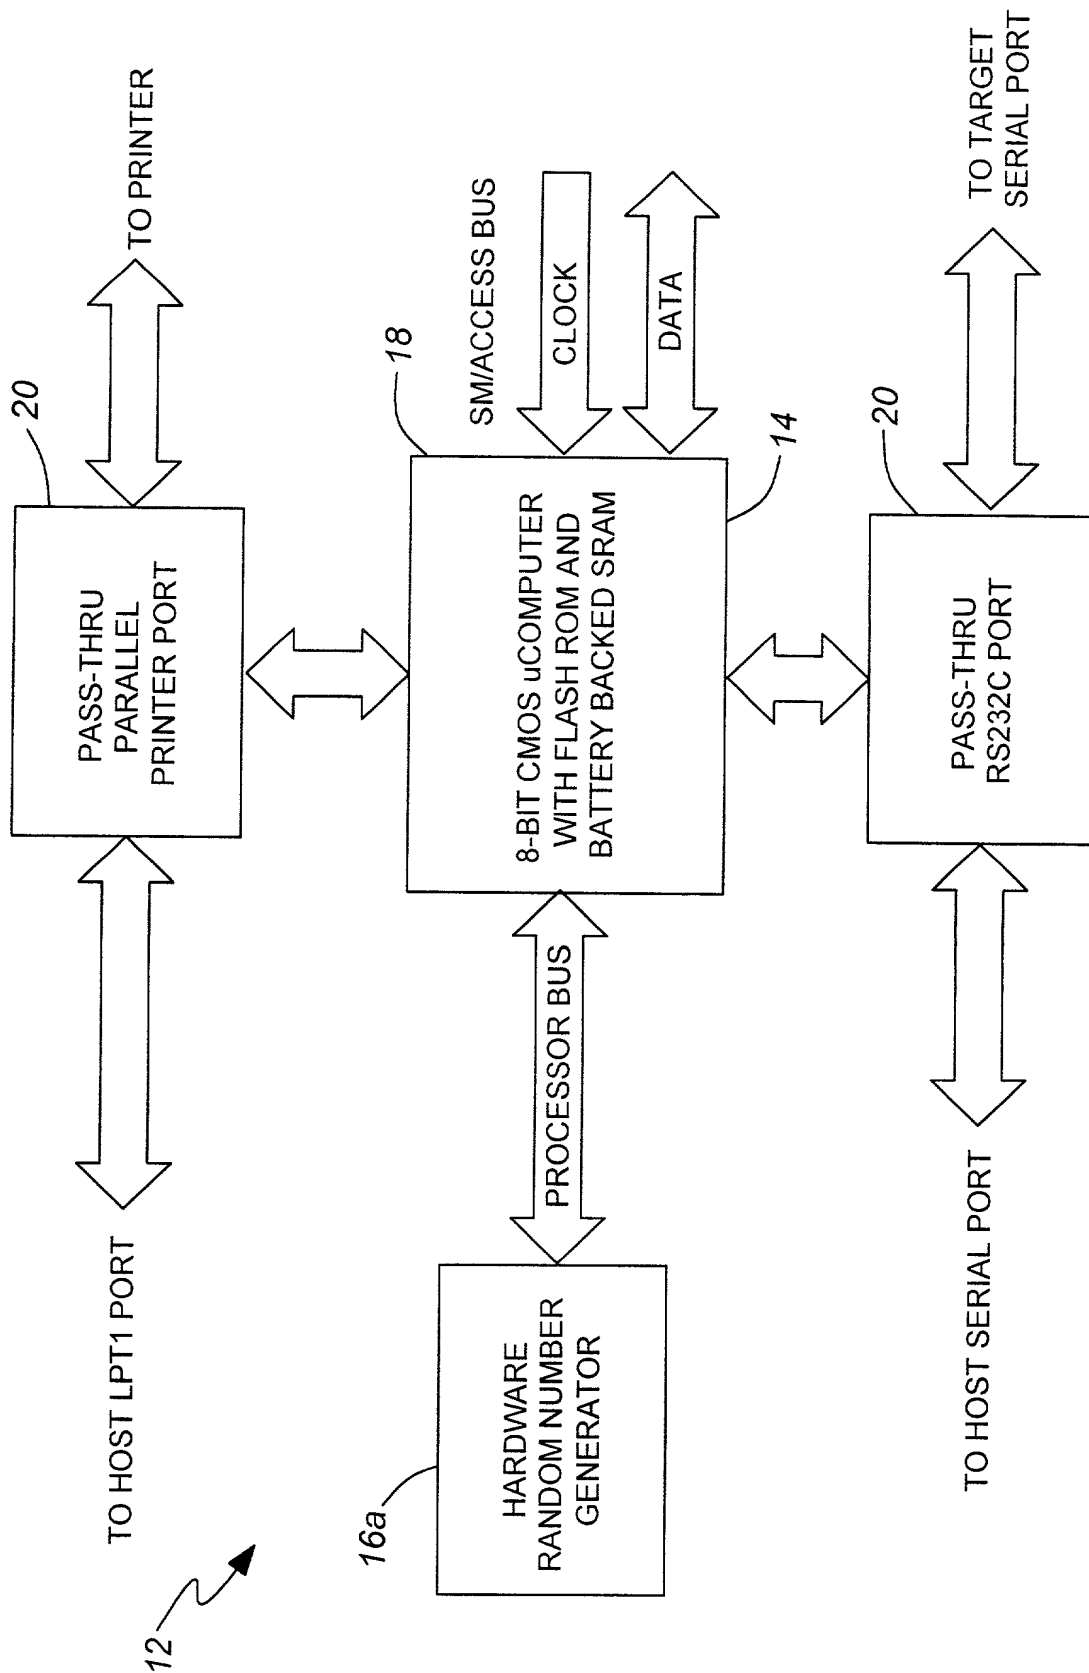 12
TO HOST LPT1 PORT
20
PASS-THRU
PARALLEL
PRINTER PORT
TO PRINTER
16a
HARDWARE
RANDOM NUMBER
GENERATOR
PROCESSOR BUS
18
8-BIT CMOS uCOMPUTER
WITH FLASH ROM AND
BATTERY BACKED SRAM
14
SM/ACCESS BUS
CLOCK
DATA
TO HOST SERIAL PORT
20
PASS-THRU
RS232C PORT
TO TARGET
SERIAL PORT